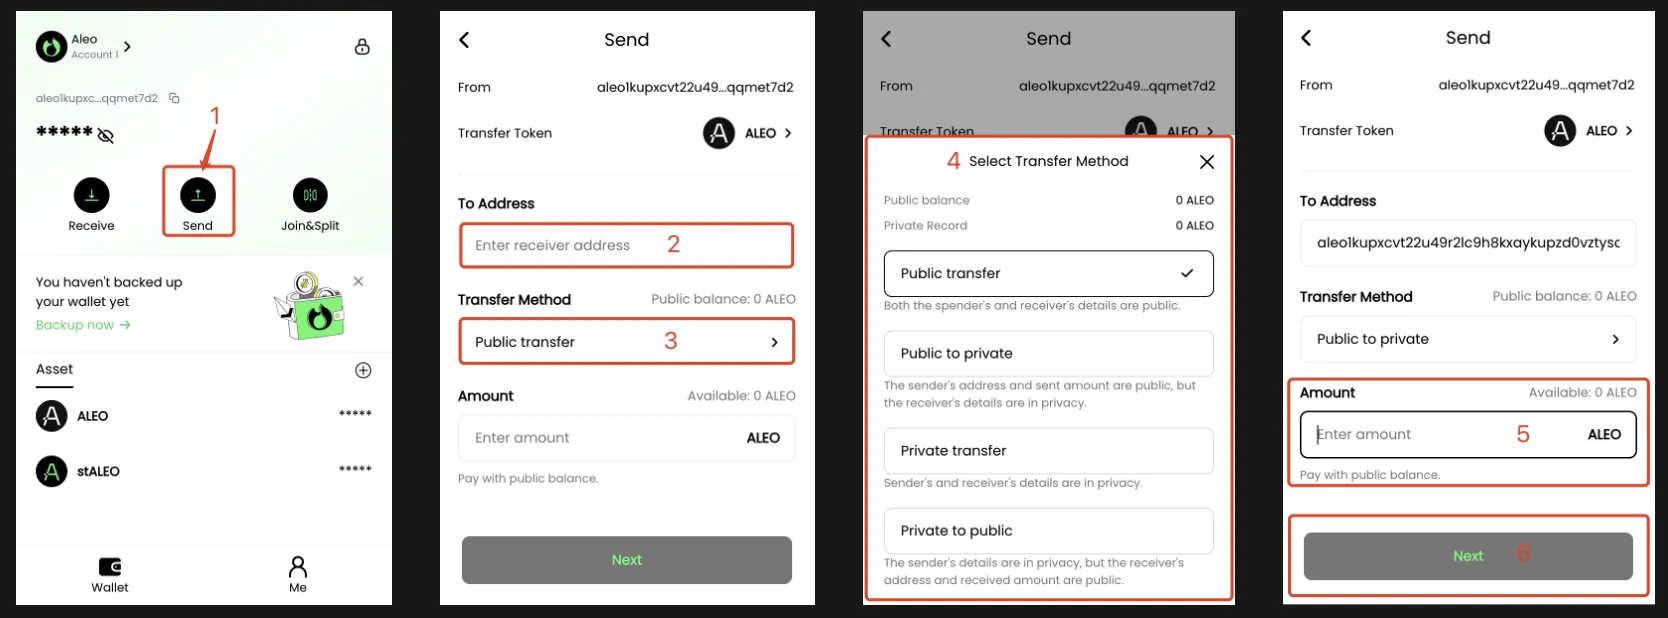 Aleo
Account 1
aleo1kupxc...qqmet7d2
1
*****
Receive
Send
Join&Split
You haven't backed up
your wallet yet
Backup now →
Asset
ALEO *****
stALEO *****
Wallet
Me
Send
From aleo1kupxcvt22u49...qqmet7d2
Transfer Token ALEO
To Address
Enter receiver address 2
Transfer Method Public balance: 0 ALEO
Public transfer 3
Amount Available: 0 ALEO
Enter amount ALEO
Pay with public balance.
Next
Send
From aleo1kupxcvt22u49...qqmet7d2
Transfer Token ALEO
4 Select Transfer Method
Public balance 0 ALEO
Private Record 0 ALEO
Public transfer
Both the spender's and receiver's details are public.
Public to private
The sender's address and sent amount are public, but
the receiver's details are in privacy.
Private transfer
Sender's and receiver's details are in privacy.
Private to public
The sender's details are in privacy, but the receiver's
address and received amount are public.
Send
From aleo1kupxcvt22u49...qqmet7d2
Transfer Token ALEO
To Address
aleo1kupxcvt22u49r2lc9h8kxaykupzd0vztysc
Transfer Method Public balance: 0 ALEO
Public to private
Amount Available: 0 ALEO
Enter amount 5 ALEO
Pay with public balance.
Next 6